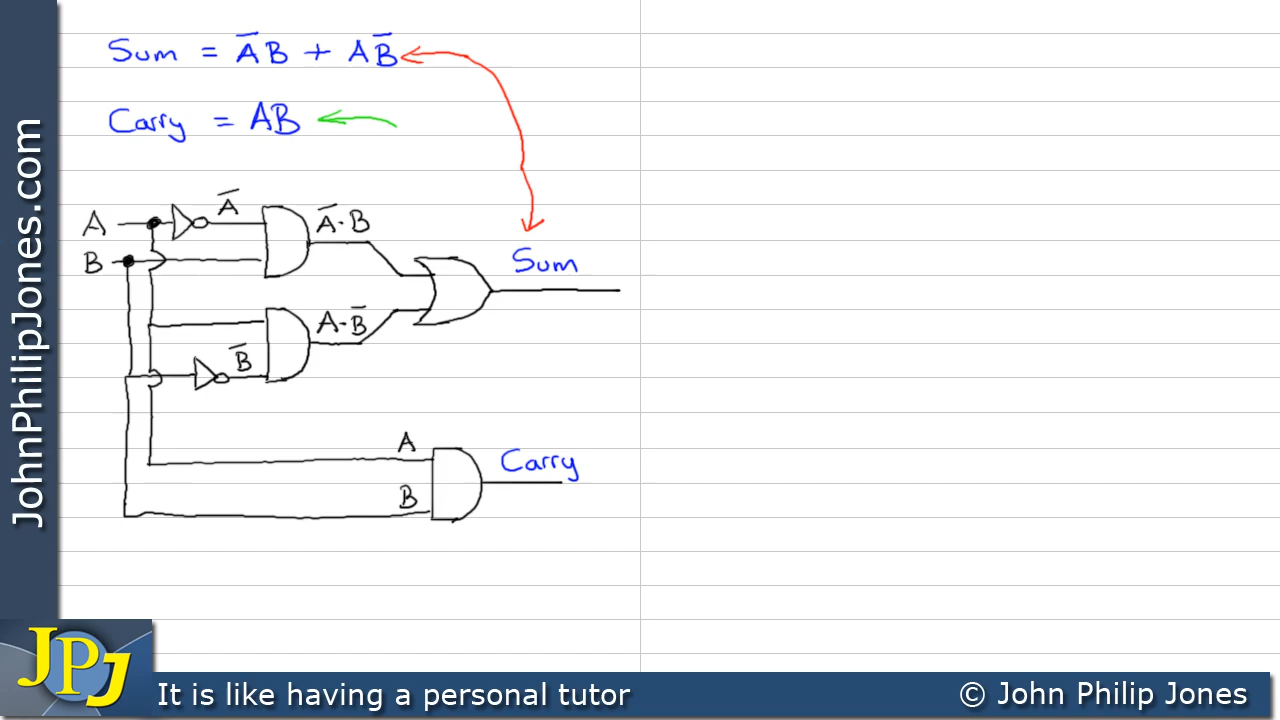 Sum = A̅B + AB̅
Carry = AB
A
A̅
A̅·B
B
Sum
A·B̅
B̅
A
Carry
B
JohnPhilipJones.com
JPJ
It is like having a personal tutor
© John Philip Jones